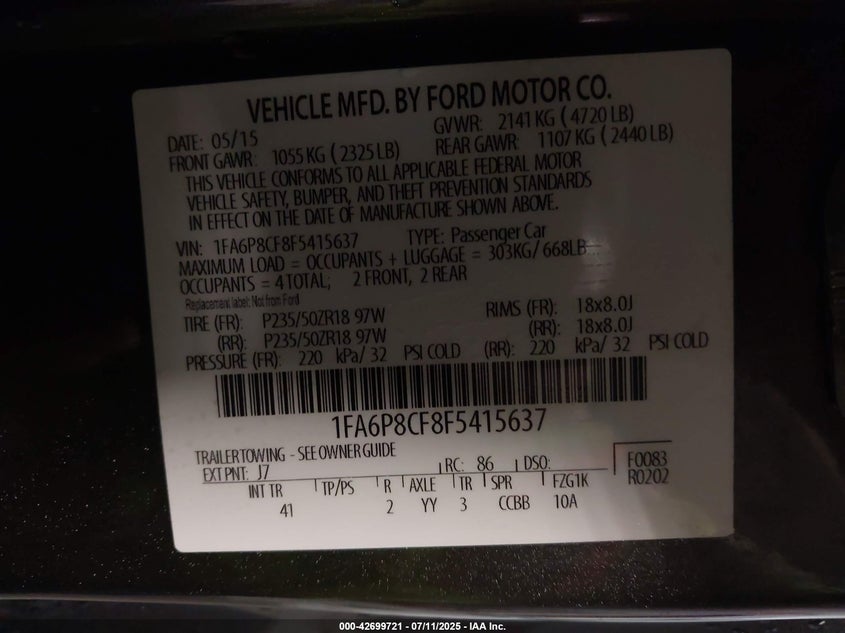 VEHICLE MFD. BY FORD MOTOR CO.
DATE: 05/15 GVWR: 2141 KG ( 4720 LB)
FRONT GAWR: 1055 KG ( 2325 LB) REAR GAWR: 1107 KG ( 2440 LB)
THIS VEHICLE CONFORMS TO ALL APPLICABLE FEDERAL MOTOR
VEHICLE SAFETY, BUMPER, AND THEFT PREVENTION STANDARDS
IN EFFECT ON THE DATE OF MANUFACTURE SHOWN ABOVE.
VIN: 1FA6P8CF8F5415637 TYPE: Passenger Car
MAXIMUM LOAD = OCCUPANTS + LUGGAGE = 303KG/ 668LB
OCCUPANTS = 4 TOTAL; 2 FRONT, 2 REAR
Replacement label: Not from Ford
TIRE (FR): P235/50ZR18 97W RIMS (FR): 18x8.0J
(RR): P235/50ZR18 97W (RR): 18x8.0J
PRESSURE (FR): 220 kPa/ 32 PSI COLD (RR): 220 kPa/ 32 PSI COLD
1FA6P8CF8F5415637
TRAILER TOWING - SEE OWNER GUIDE
EXT PNT: J7 RC: 86 DSO: F0083
R0202
INT TR TP/PS R AXLE TR SPR FZG1K
41 2 YY 3 CCBB 10A
000-42699721 - 07/11/2025 - IAA Inc.